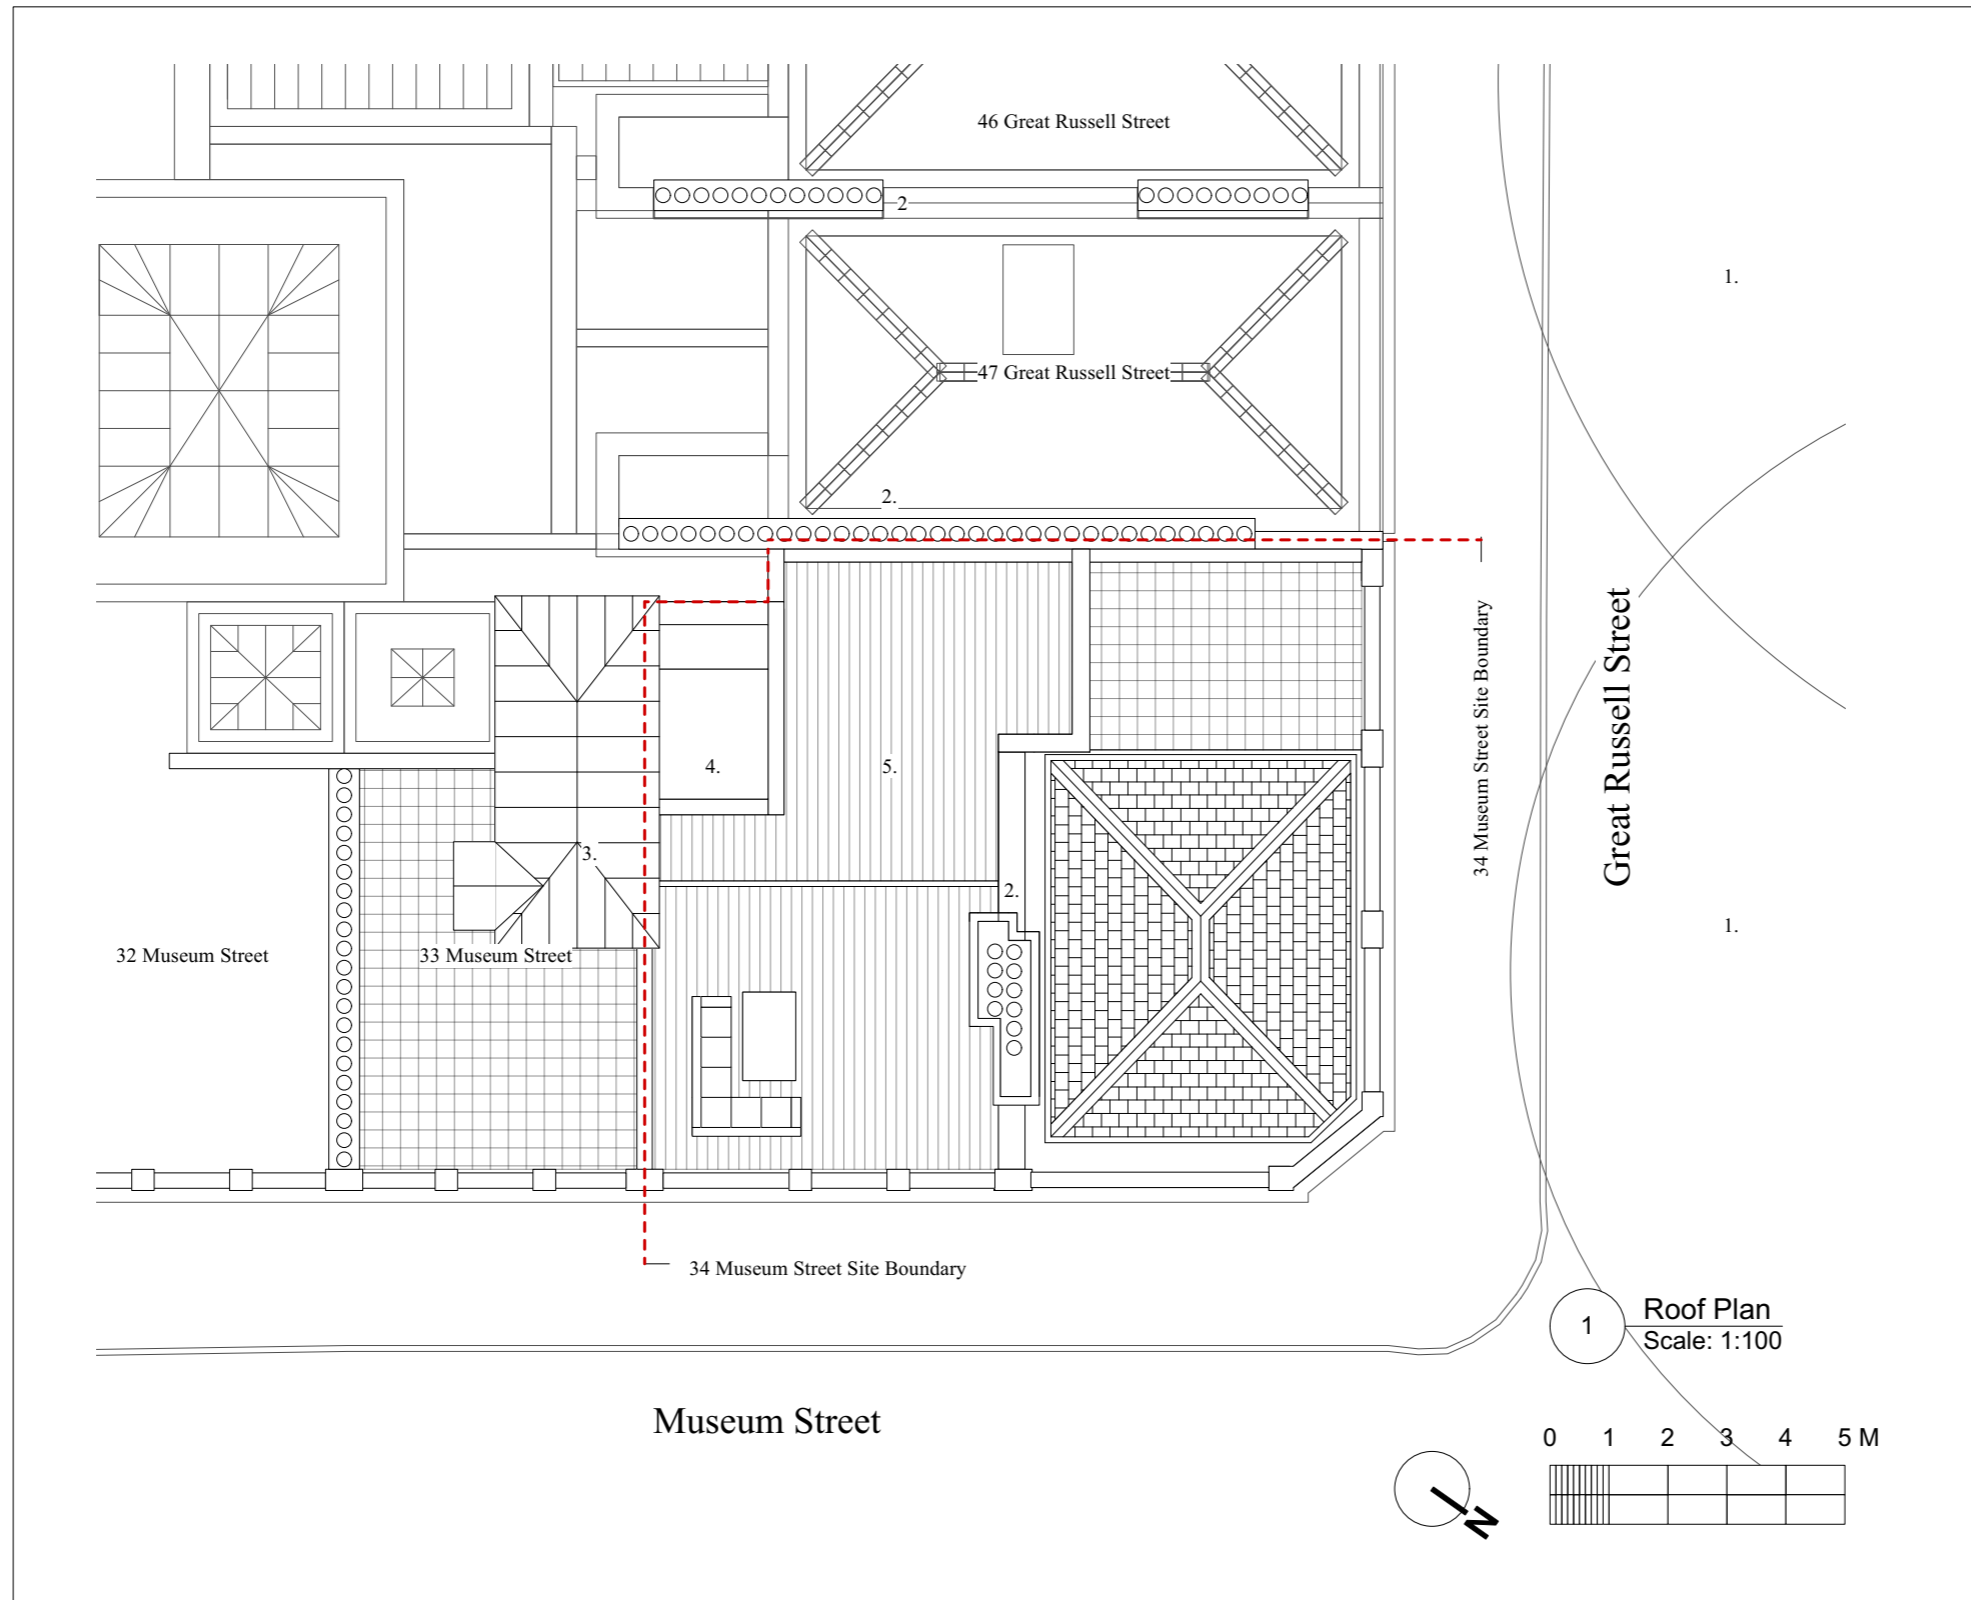 46 Great Russell Street
2
1.
47 Great Russell Street
2.
34 Museum Street Site Boundary
Great Russell Street
4.
5.
3.
2.
1.
32 Museum Street
33 Museum Street
34 Museum Street Site Boundary
1
Roof Plan
Scale: 1:100
Museum Street
0 1 2 3 4 5 M
N